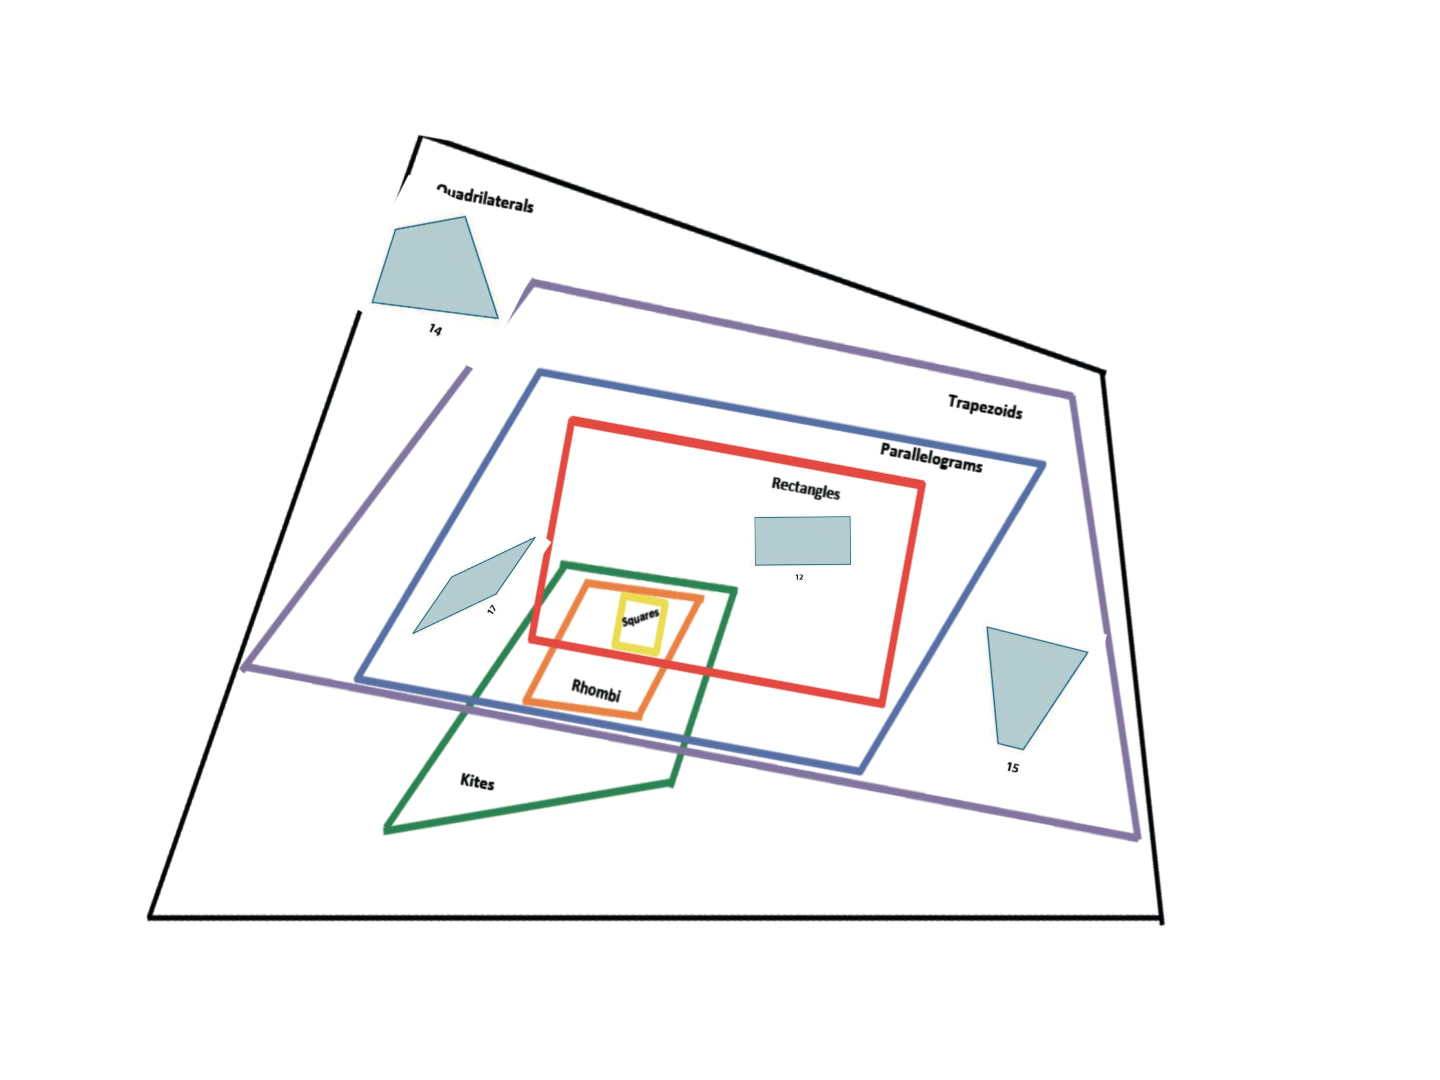 Quadrilaterals
14
Trapezoids
Parallelograms
Rectangles
12
17
Squares
Rhombi
15
Kites